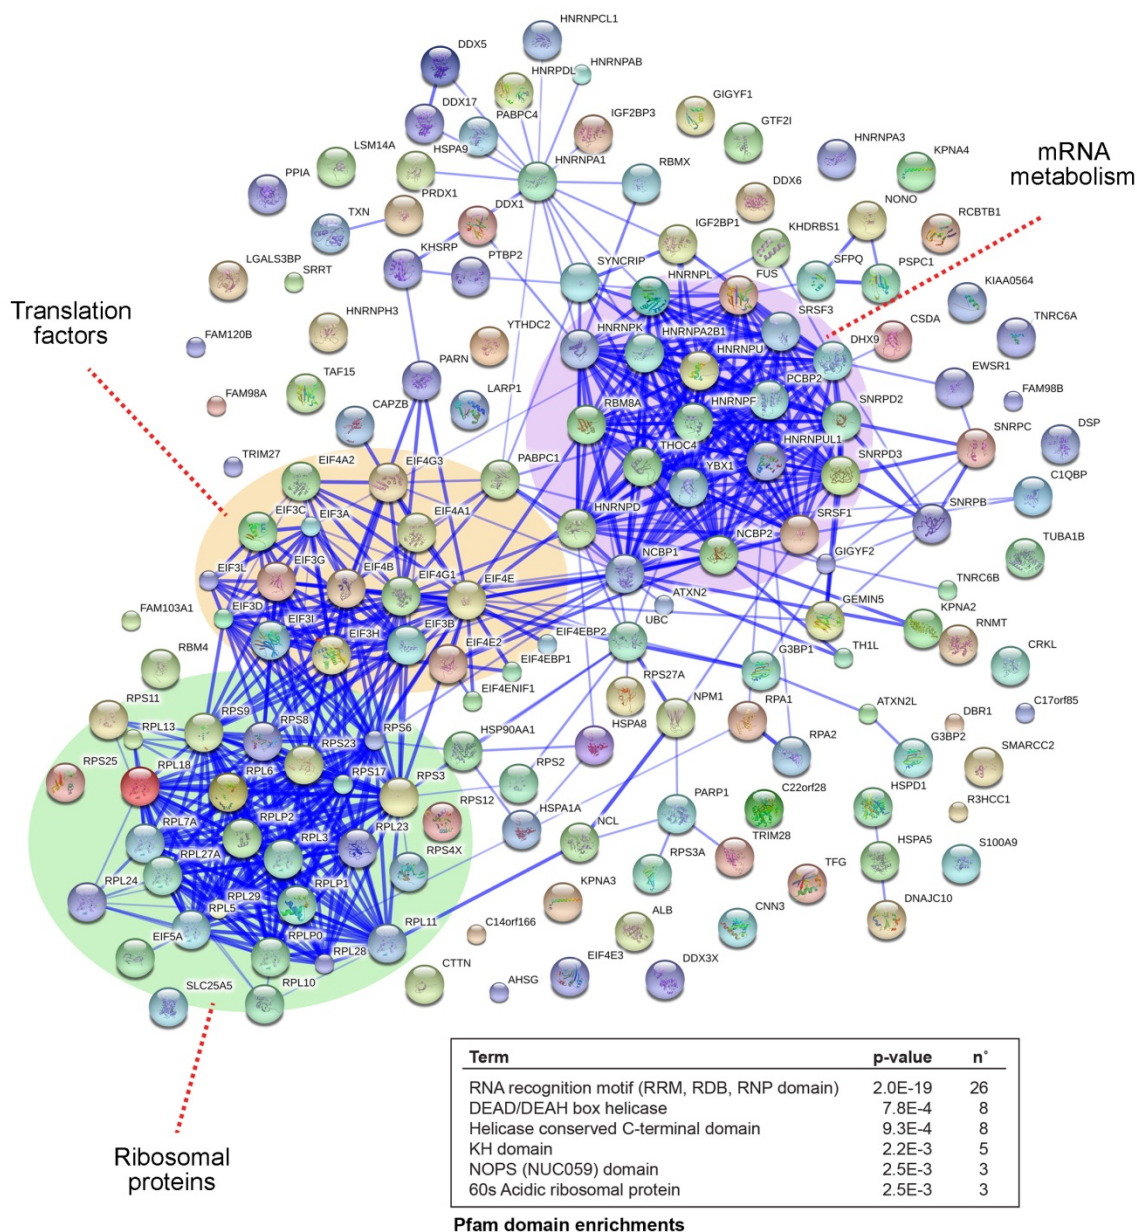 HNRNPCL1
DDX5
HNRPDL
HNRNPAB
DDX17
PABPC4
IGF2BP3
GIGYF1
GTF2I
LSM14A
HSPA9
HNRNPA1
RBMX
HNRNPA3
KPNA4
mRNA
metabolism
PPIA
PRDX1
DDX1
DDX6
NONO
TXN
IGF2BP1
KHDRBS1
RCBTB1
KHSRP
PTBP2
SYNCRIP
HNRNPL
FUS
SFPQ
PSPC1
LGALS3BP
SRRT
KIAA0564
Translation
factors
HNRNPH3
YTHDC2
HNRNPK
HNRNPA2B1
SRSF3
CSDA
TNRC6A
FAM120B
PARN
HNRNPU
DHX9
EWSR1
TAF15
LARP1
RBM8A
PCBP2
FAM98B
FAM98A
CAPZB
HNRNPF
SNRPD2
SNRPC
DSP
TRIM27
EIF4A2
EIF4G3
PABPC1
THOC4
HNRNPUL1
YBX1
SNRPD3
C1QBP
EIF3C
EIF3A
EIF4A1
HNRNPD
SRSF1
SNRPB
TUBA1B
EIF3L
EIF3G
EIF4B
EIF4G1
EIF4E
NCBP1
NCBP2
GIGYF2
TNRC6B
FAM103A1
EIF3D
EIF3I
EIF3H
EIF3B
ATXN2
UBC
GEMIN5
KPNA2
RNMT
RBM4
EIF4E2
EIF4EBP2
EIF4EBP1
TH1L
CRKL
RPS11
EIF4ENIF1
RPS27A
G3BP1
C17orf85
RPL13
RPS9
RPS8
RPS6
HSP90AA1
HSPA8
NPM1
RPA1
ATXN2L
DBR1
RPS25
RPL18
RPS23
RPL6
RPS17
RPS3
RPS2
RPA2
G3BP2
SMARCC2
RPL7A
RPLP2
RPL3
RPL23
RPS12
HSPA1A
PARP1
C22orf28
HSPD1
R3HCC1
RPL27A
RPS4X
NCL
TRIM28
HSPA5
S100A9
RPL24
RPL29
RPLP1
RPS3A
TFG
RPL5
KPNA3
DNAJC10
EIF5A
RPLP0
RPL28
RPL11
C14orf166
ALB
CNN3
SLC25A5
RPL10
CTTN
AHSG
EIF4E3
DDX3X
Ribosomal
proteins
Term p-value n°
RNA recognition motif (RRM, RDB, RNP domain) 2.0E-19 26
DEAD/DEAH box helicase 7.8E-4 8
Helicase conserved C-terminal domain 9.3E-4 8
KH domain 2.2E-3 5
NOPS (NUC059) domain 2.5E-3 3
60s Acidic ribosomal protein 2.5E-3 3
Pfam domain enrichments